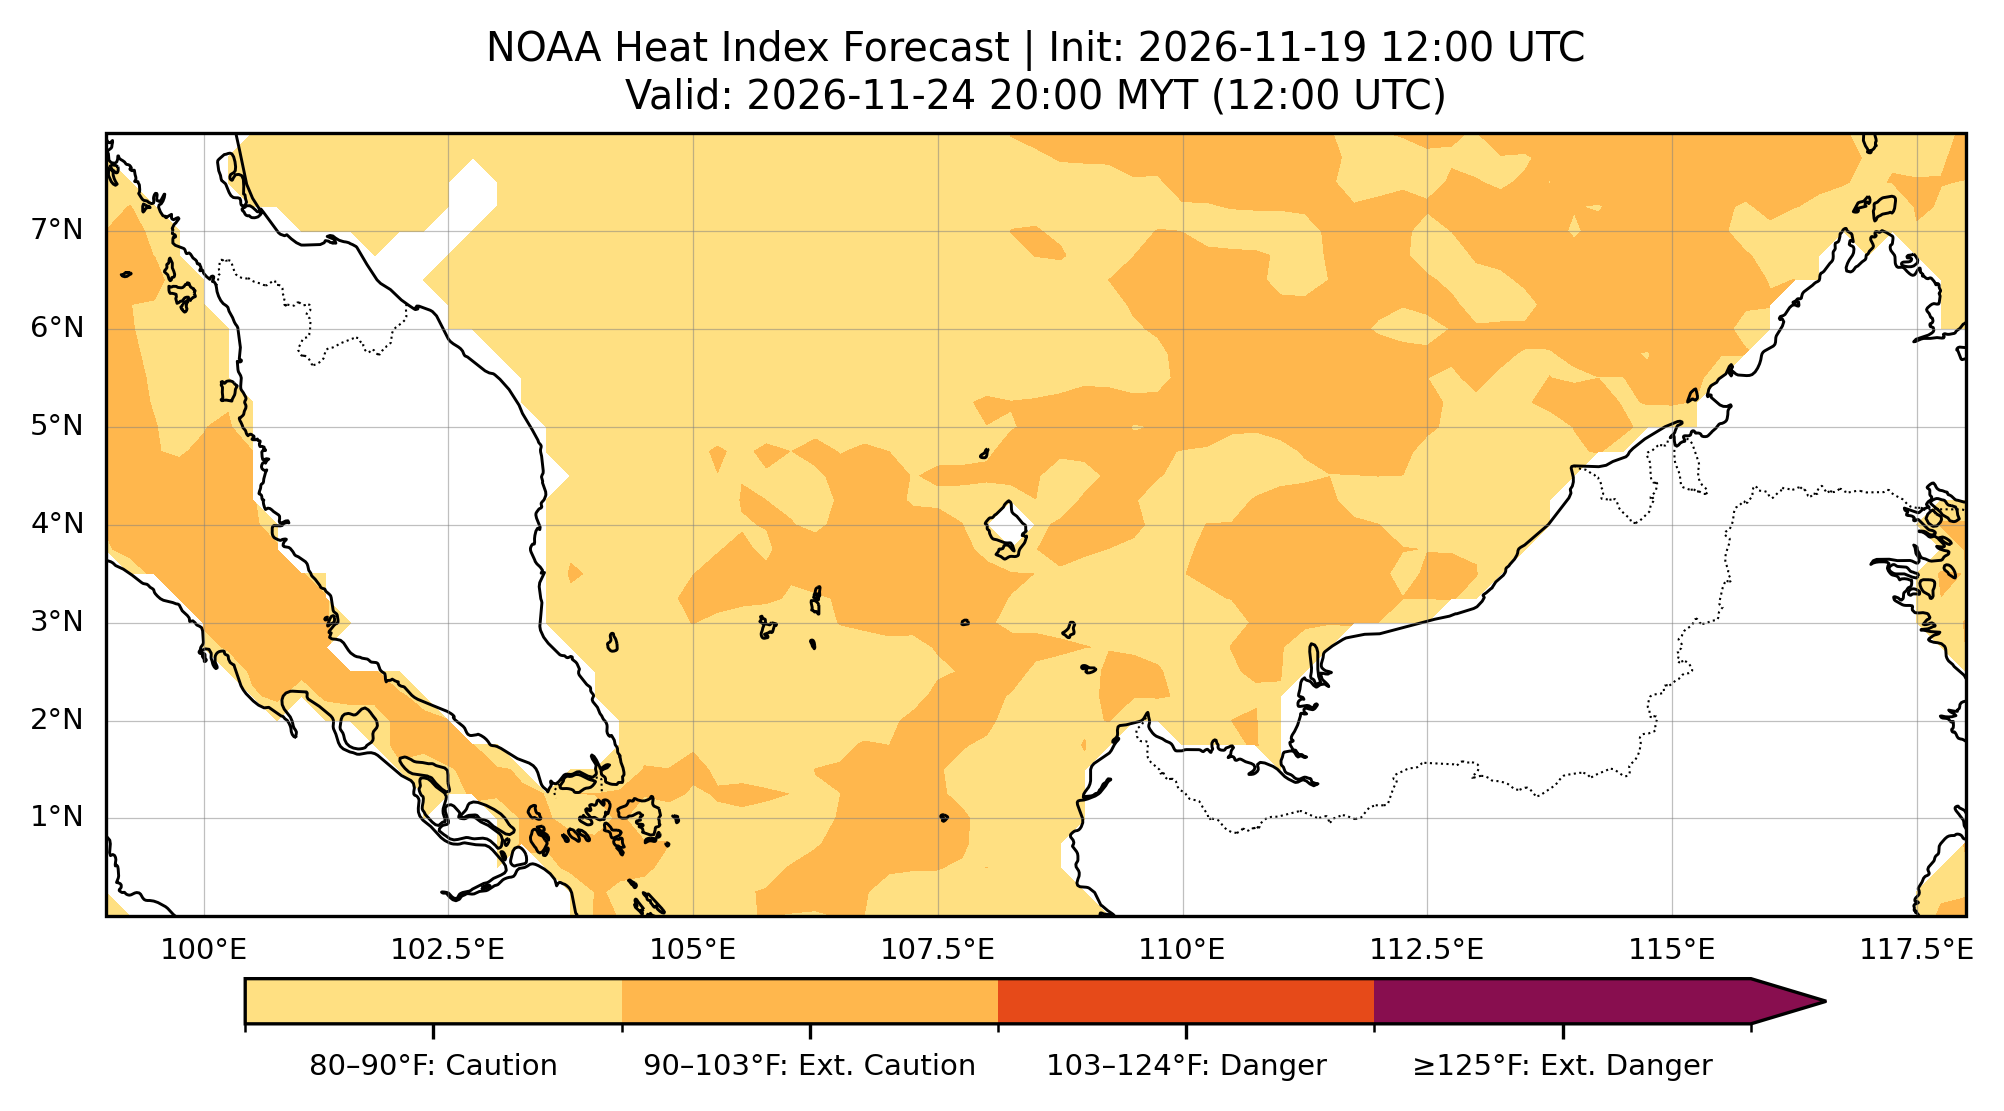 NOAA Heat Index Forecast | Init: 2026-11-19 12:00 UTC
Valid: 2026-11-24 20:00 MYT (12:00 UTC)
7°N
6°N
5°N
4°N
3°N
2°N
1°N
100°E 102.5°E 105°E 107.5°E 110°E 112.5°E 115°E 117.5°E
80–90°F: Caution 90–103°F: Ext. Caution 103–124°F: Danger ≥125°F: Ext. Danger